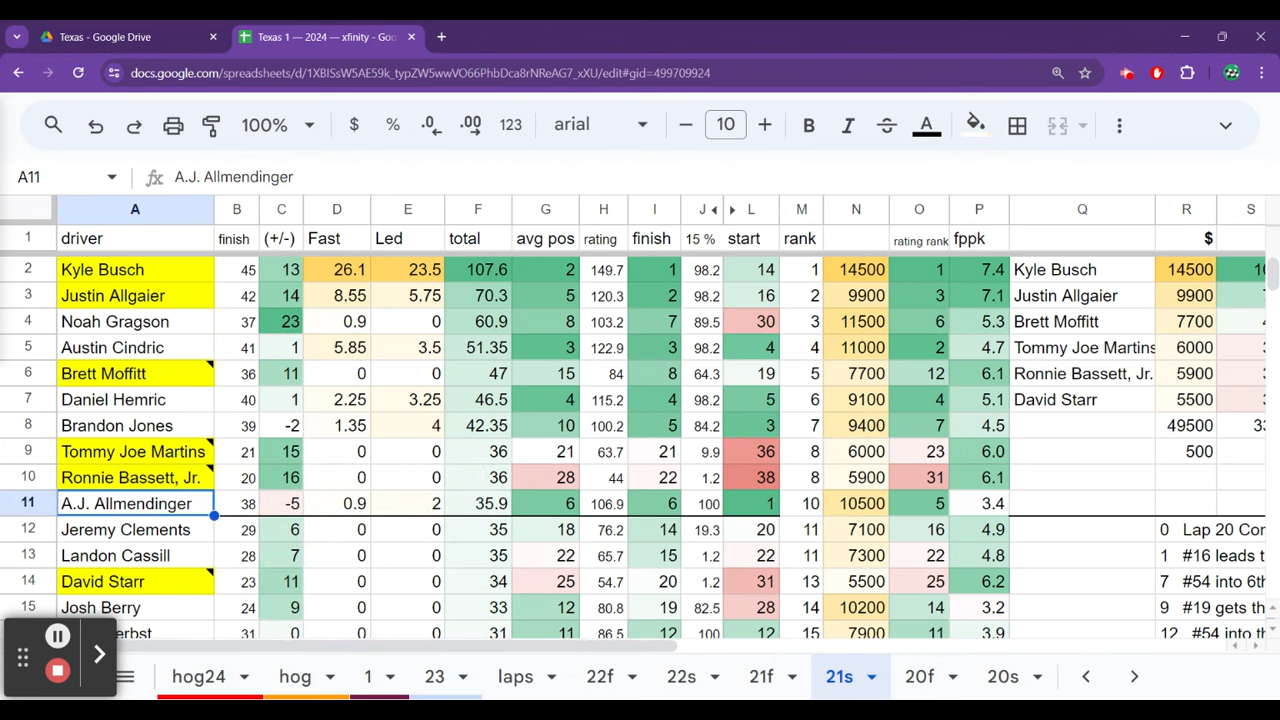 Texas - Google Drive
Texas 1 — 2024 — xfinity - Goo
docs.google.com/spreadsheets/d/1XBISsW5AE59k_typZW5wwVO66PhbDca8rNReAG7_xXU/edit#gid=499709924
100% $ % .0 .00 123 arial 10 B I S A
A11 fx A.J. Allmendinger
A B C D E F G H I J L M N O P Q R S
1 driver finish (+/-) Fast Led total avg pos rating finish 15 % start rank rating rank fppk $
2 Kyle Busch 45 13 26.1 23.5 107.6 2 149.7 1 98.2 14 1 14500 1 7.4 Kyle Busch 14500 10
3 Justin Allgaier 42 14 8.55 5.75 70.3 5 120.3 2 98.2 16 2 9900 3 7.1 Justin Allgaier 9900
4 Noah Gragson 37 23 0.9 0 60.9 8 103.2 7 89.5 30 3 11500 6 5.3 Brett Moffitt 7700
5 Austin Cindric 41 1 5.85 3.5 51.35 3 122.9 3 98.2 4 4 11000 2 4.7 Tommy Joe Martins 6000
6 Brett Moffitt 36 11 0 0 47 15 84 8 64.3 19 5 7700 12 6.1 Ronnie Bassett, Jr. 5900
7 Daniel Hemric 40 1 2.25 3.25 46.5 4 115.2 4 98.2 5 6 9100 4 5.1 David Starr 5500
8 Brandon Jones 39 -2 1.35 4 42.35 10 100.2 5 84.2 3 7 9400 7 4.5 49500 33
9 Tommy Joe Martins 21 15 0 0 36 21 63.7 21 9.9 36 8 6000 23 6.0 500
10 Ronnie Bassett, Jr. 20 16 0 0 36 28 44 22 38 8 5900 31 6.1
11 A.J. Allmendinger 38 -5 0.9 2 35.9 6 106.9 6 100 1 10 10500 5 3.4
12 Jeremy Clements 29 6 0 0 35 18 76.2 14 19.3 20 11 7100 16 4.9 0 Lap 20 Con
13 Landon Cassill 28 7 0 0 35 22 65.7 15 1.2 22 11 7300 22 4.8 1 #16 leads t
14 David Starr 23 11 0 0 34 25 54.7 20 1.2 31 13 5500 25 6.2 7 #54 into 6th
15 Josh Berry 24 9 0 0 33 12 80.8 19 82.5 28 14 10200 14 3.2 9 #19 gets th
erbst 31 0 0 0 31 11 86.5 12 100 12 15 7900 11 3.9 12 #54 into th
hog24 hog 1 23 laps 22f 22s 21f 21s 20f 20s